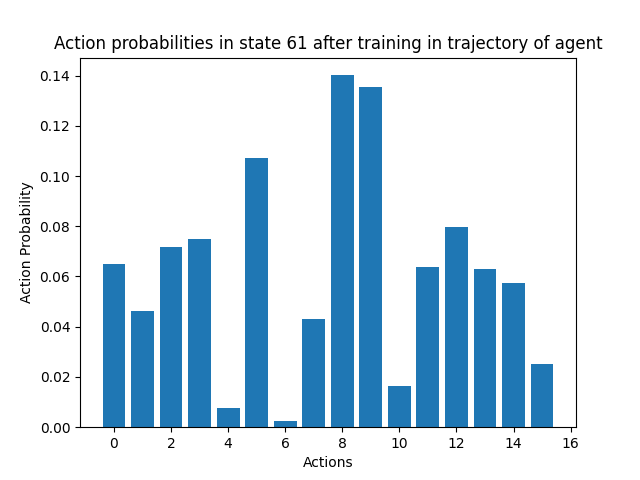 Action probabilities in state 61 after training in trajectory of agent
0.14
0.12
0.10
0.08
0.06
0.04
0.02
0.00
Action Probability
0 2 4 6 8 10 12 14 16
Actions